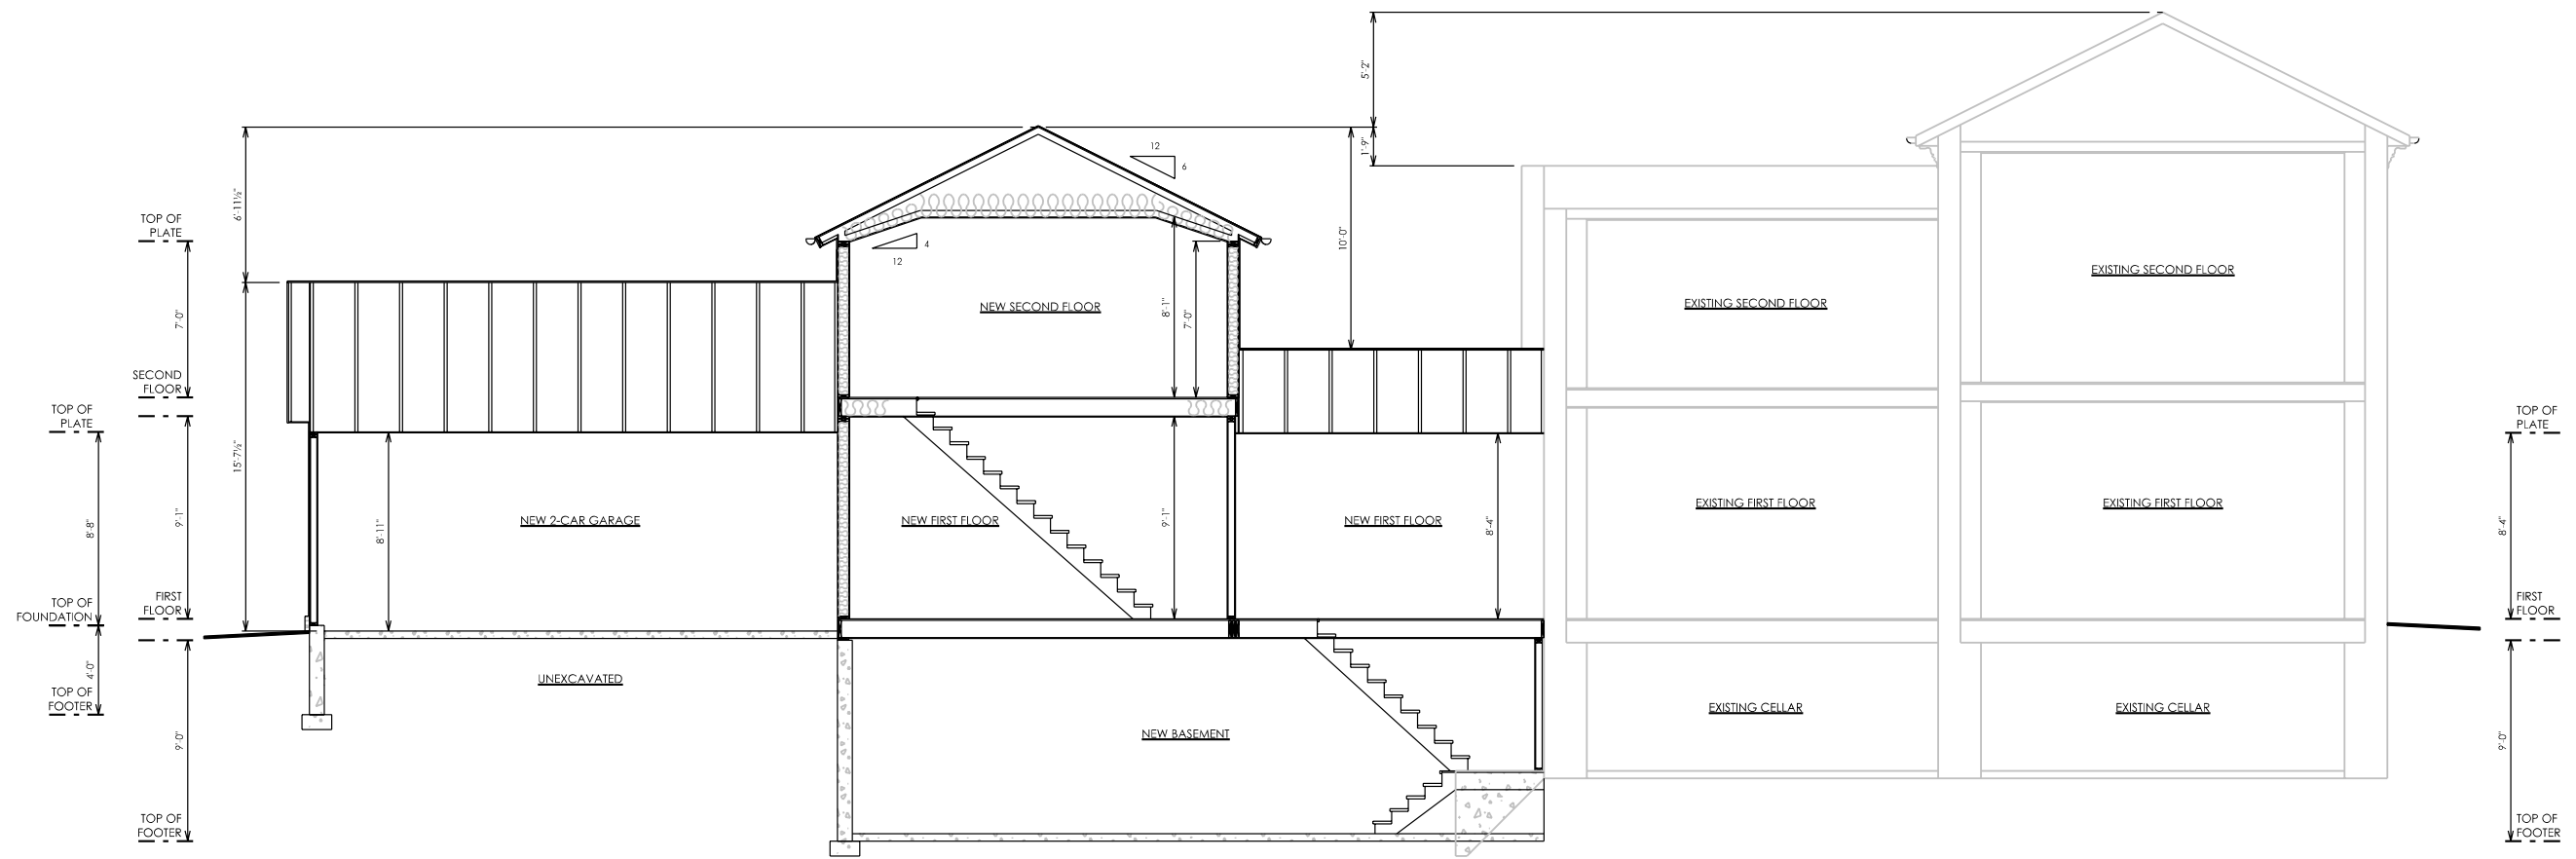 5'-2"
1'-9"
12
6
6'-11½"
10'-0"
TOP OF
PLATE
4
12
7'-0"
8'-1"
7'-0"
NEW SECOND FLOOR
EXISTING SECOND FLOOR
EXISTING SECOND FLOOR
SECOND
FLOOR
TOP OF
PLATE
TOP OF
PLATE
15'-7½"
8'-8"
9'-1"
8'-11"
NEW 2-CAR GARAGE
NEW FIRST FLOOR
9'-1"
NEW FIRST FLOOR
8'-4"
EXISTING FIRST FLOOR
EXISTING FIRST FLOOR
8'-4"
FIRST
FLOOR
TOP OF
FOUNDATION
FIRST
FLOOR
4'-0"
UNEXCAVATED
TOP OF
FOOTER
9'-0"
NEW BASEMENT
EXISTING CELLAR
EXISTING CELLAR
9'-0"
TOP OF
FOOTER
TOP OF
FOOTER